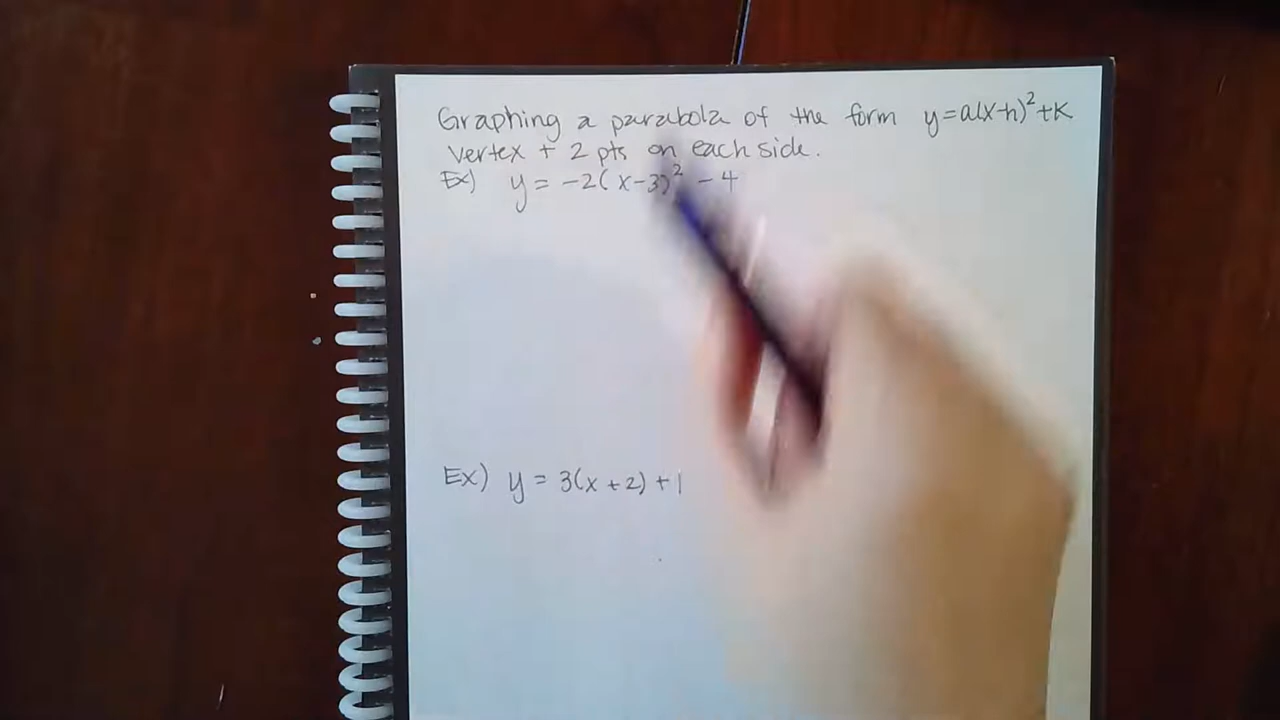 Graphing a parabola of the form y=a(x-h)²+k
vertex + 2 pts on each side.
Ex) y = -2(x-3)² - 4
Ex) y = 3(x+2)+1